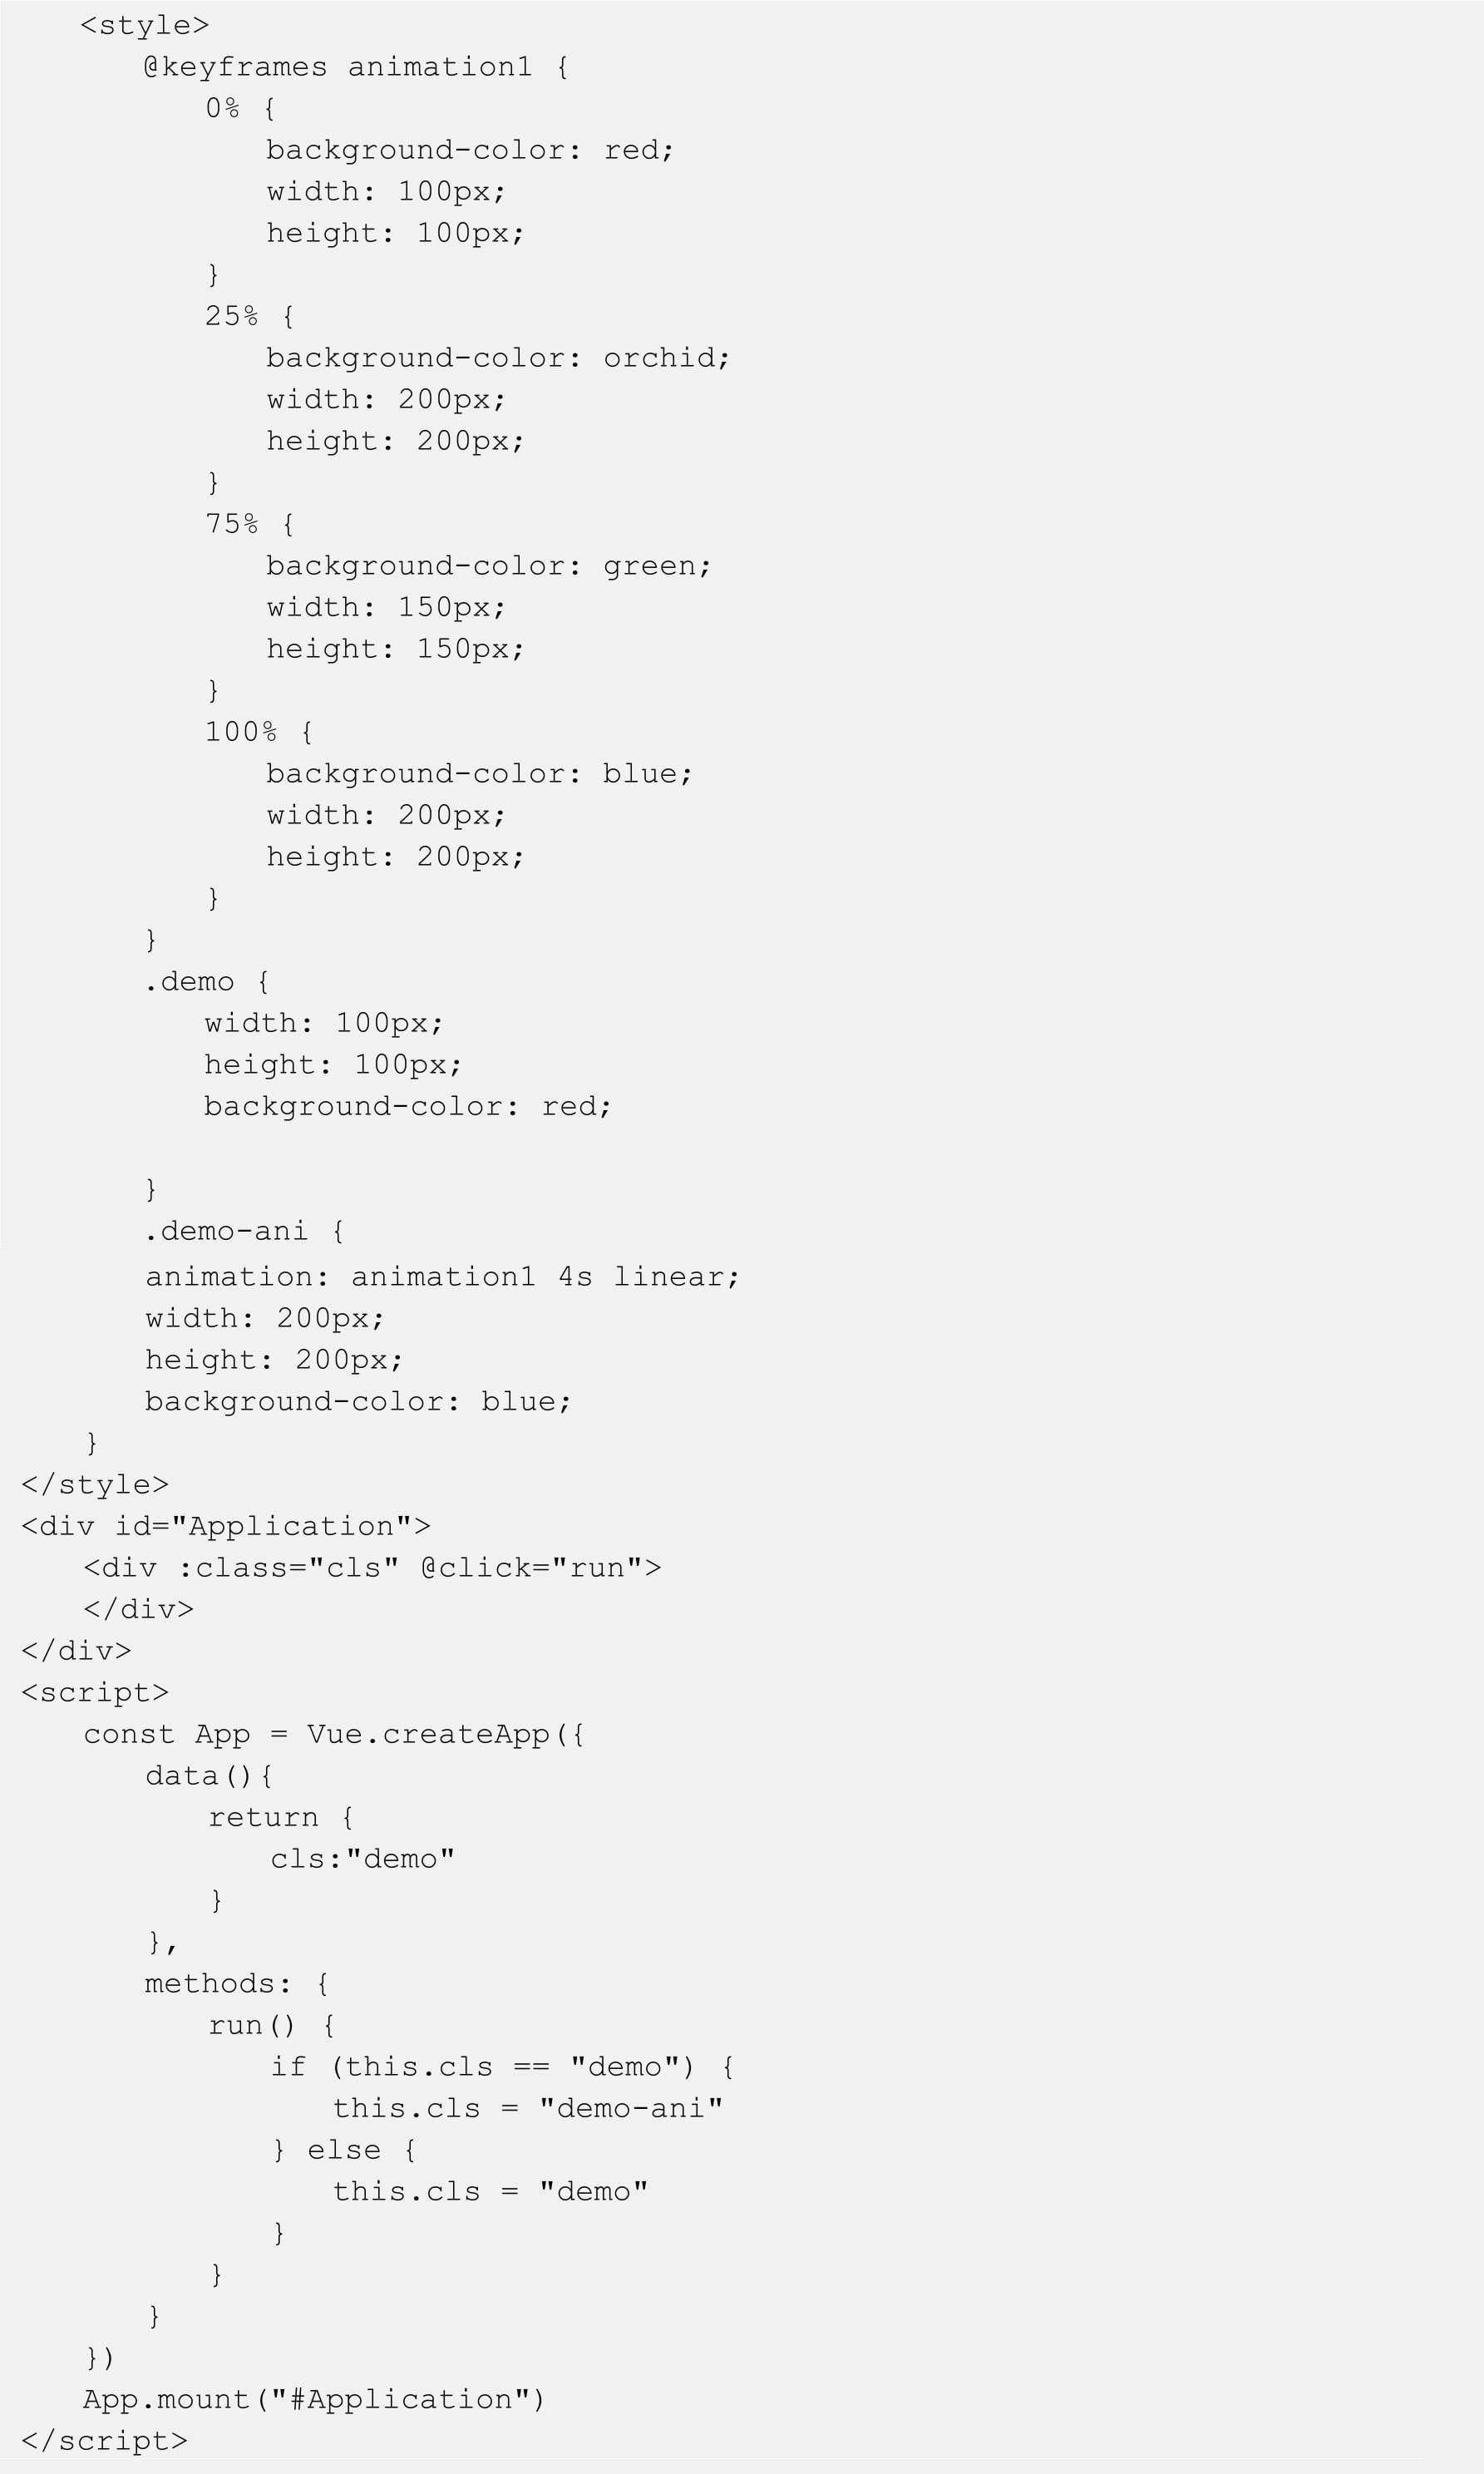 <style>
@keyframes animation1 {
0% {
background-color: red;
width: 100px;
height: 100px;
}
25% {
background-color: orchid;
width: 200px;
height: 200px;
}
75% {
background-color: green;
width: 150px;
height: 150px;
}
100% {
background-color: blue;
width: 200px;
height: 200px;
}
}
.demo {
width: 100px;
height: 100px;
background-color: red;
}
.demo-ani {
animation: animation1 4s linear;
width: 200px;
height: 200px;
background-color: blue;
}
</style>
<div id="Application">
<div :class="cls" @click="run">
</div>
</div>
<script>
const App = Vue.createApp({
data(){
return {
cls:"demo"
}
},
methods: {
run() {
if (this.cls == "demo") {
this.cls = "demo-ani"
} else {
this.cls = "demo"
}
}
}
})
App.mount("#Application")
</script>